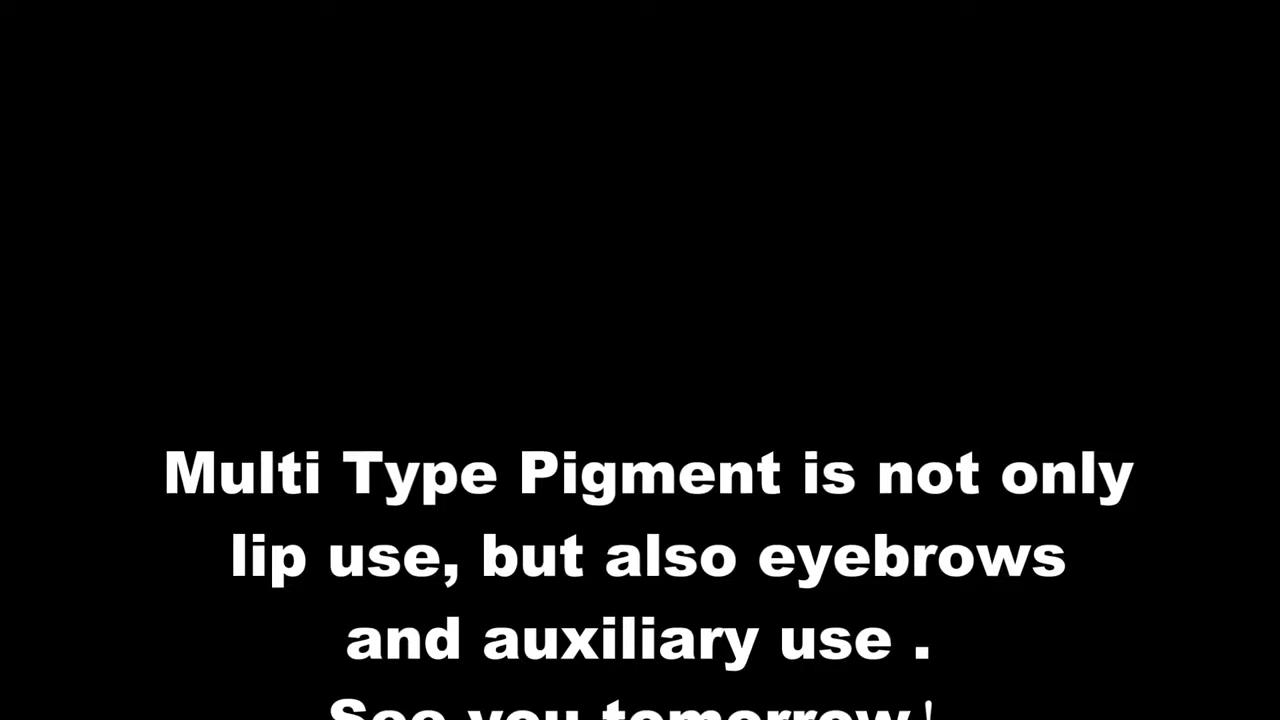 Multi Type Pigment is not only
lip use, but also eyebrows
and auxiliary use .
See you tomorrow!